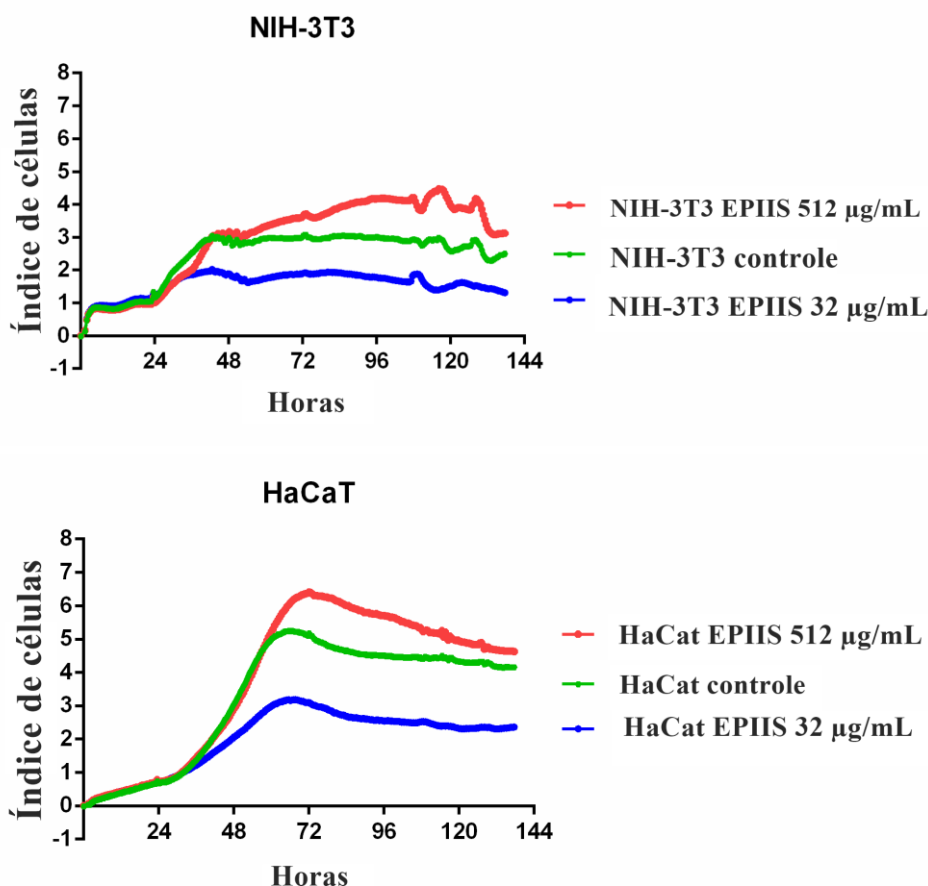 NIH-3T3
Índice de células
8
7
6
5
4
3
2
1
0
-1
24 48 72 96 120 144
Horas
NIH-3T3 EPIIS 512 µg/mL
NIH-3T3 controle
NIH-3T3 EPIIS 32 µg/mL
HaCaT
Índice de células
8
7
6
5
4
3
2
1
0
-1
24 48 72 96 120 144
Horas
HaCat EPIIS 512 µg/mL
HaCat controle
HaCat EPIIS 32 µg/mL